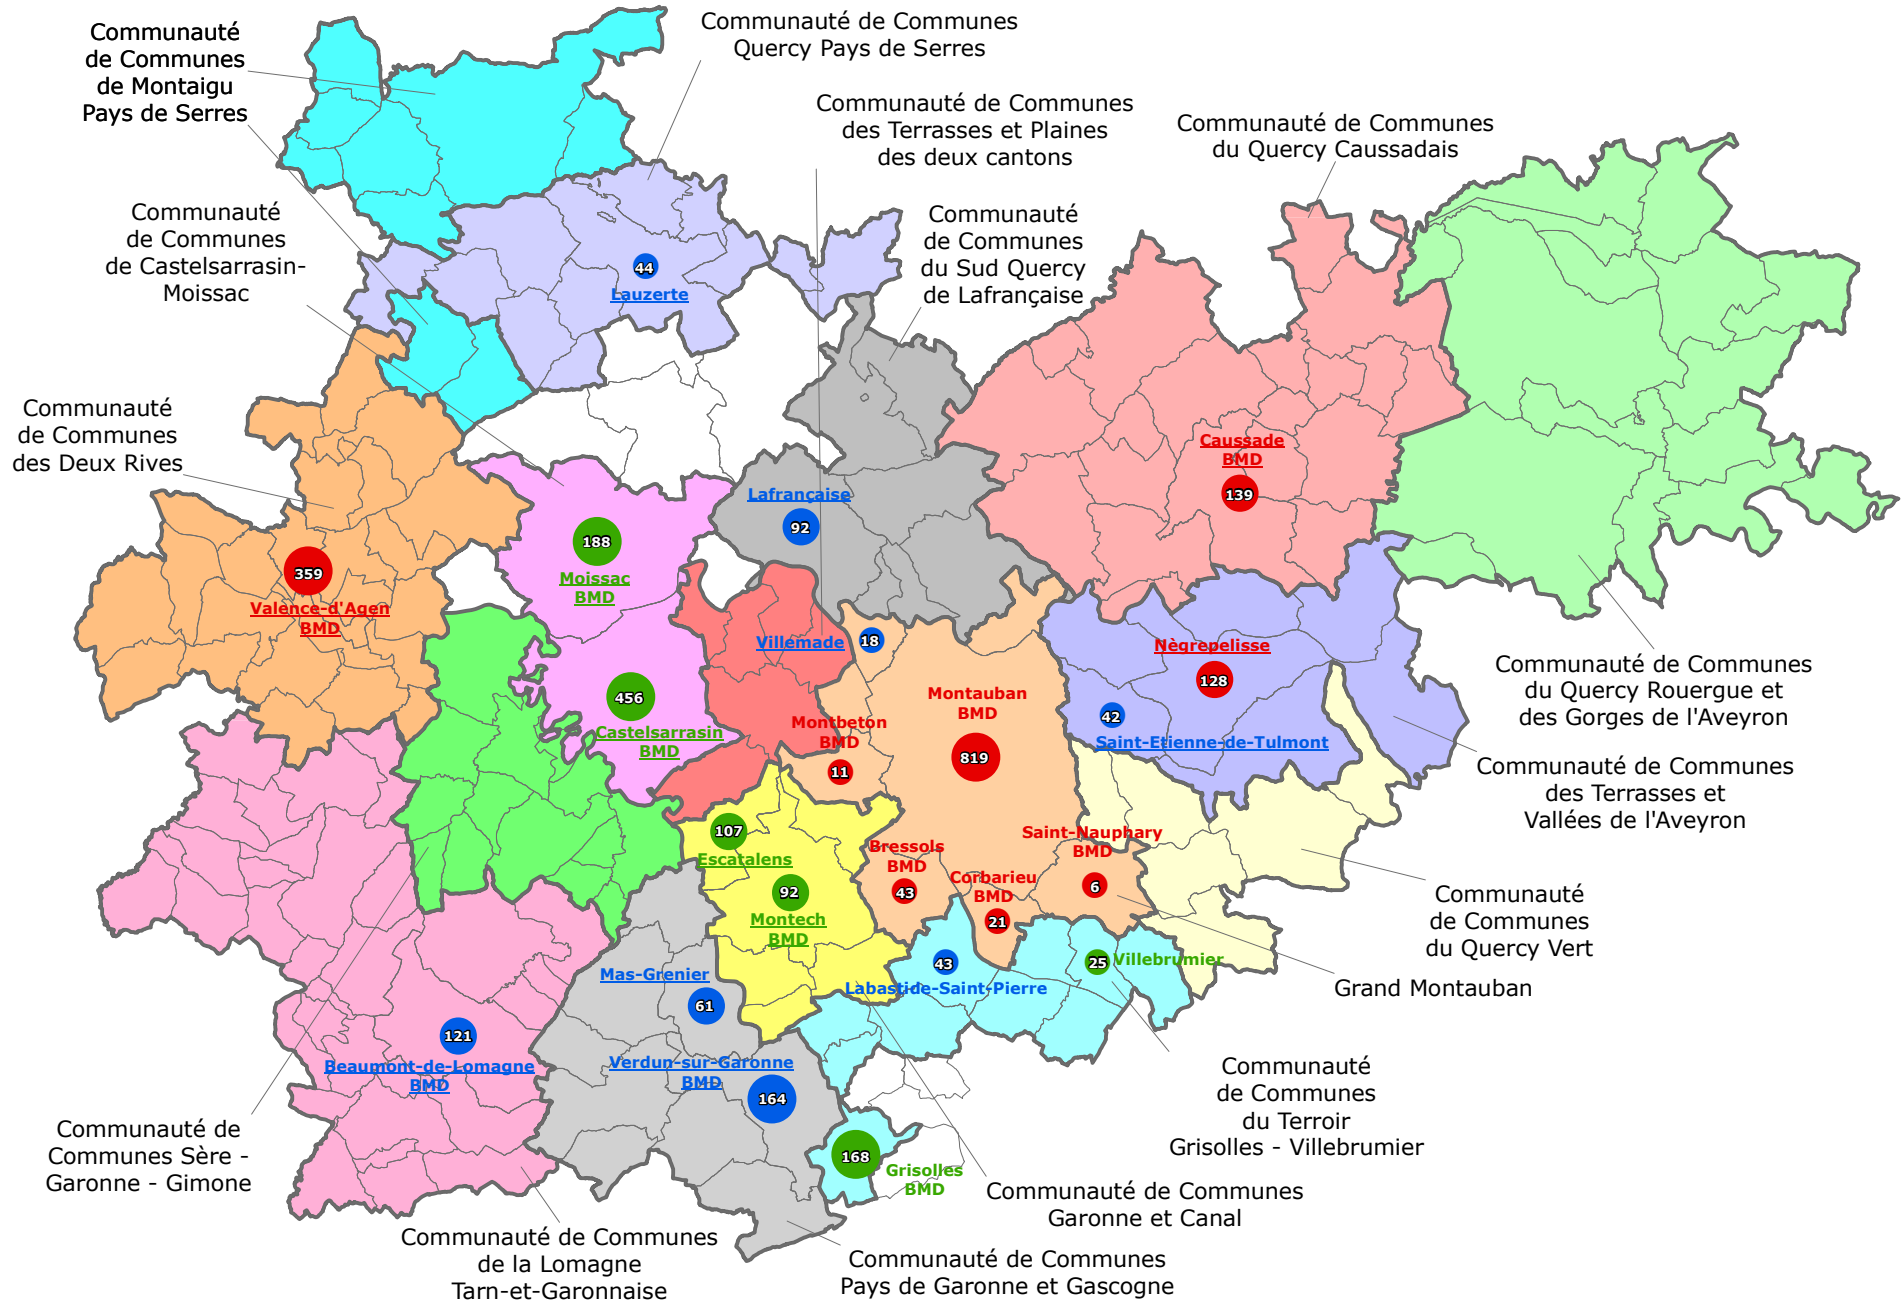 Communauté
de Communes
de Montaigu
Pays de Serres
Communauté de Communes
Quercy Pays de Serres
Communauté de Communes
des Terrasses et Plaines
des deux cantons
Communauté de Communes
du Quercy Caussadais
Communauté
de Communes
de Castelsarrasin-
Moissac
Communauté
de Communes
du Sud Quercy
de Lafrançaise
44
Lauzerte
Communauté
de Communes
des Deux Rives
Caussade
BMD
139
Lafrançaise
92
188
Moissac
BMD
359
Valence-d'Agen
BMD
Villemade
18
Nègrepelisse
128
Communauté de Communes
du Quercy Rouergue et
des Gorges de l'Aveyron
456
Castelsarrasin
BMD
Montauban
BMD
819
Montbeton
BMD
11
42
Saint-Etienne-de-Tulmont
Communauté de Communes
des Terrasses et
Vallées de l'Aveyron
107
Escatalens
92
Montech
BMD
Bressols
BMD
43
Saint-Nauphary
BMD
6
Corbarieu
BMD
21
Communauté
de Communes
du Quercy Vert
Mas-Grenier
61
43
Labastide-Saint-Pierre
25
Villebrumier
Grand Montauban
121
Beaumont-de-Lomagne
BMD
Verdun-sur-Garonne
BMD
164
Communauté
de Communes
du Terroir
Grisolles - Villebrumier
Communauté de
Communes Sère -
Garonne - Gimone
168
Grisolles
BMD
Communauté de Communes
Garonne et Canal
Communauté de Communes
de la Lomagne
Tarn-et-Garonnaise
Communauté de Communes
Pays de Garonne et Gascogne